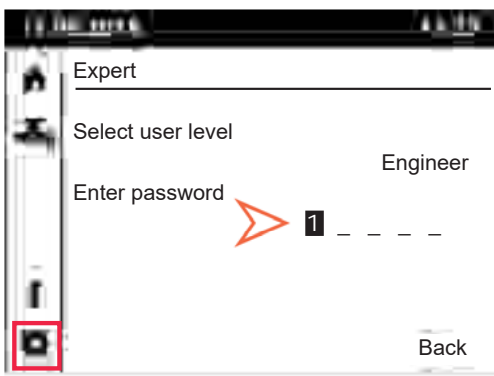 Expert
Select user level
Engineer
Enter password
1 _ _ _ _
Back